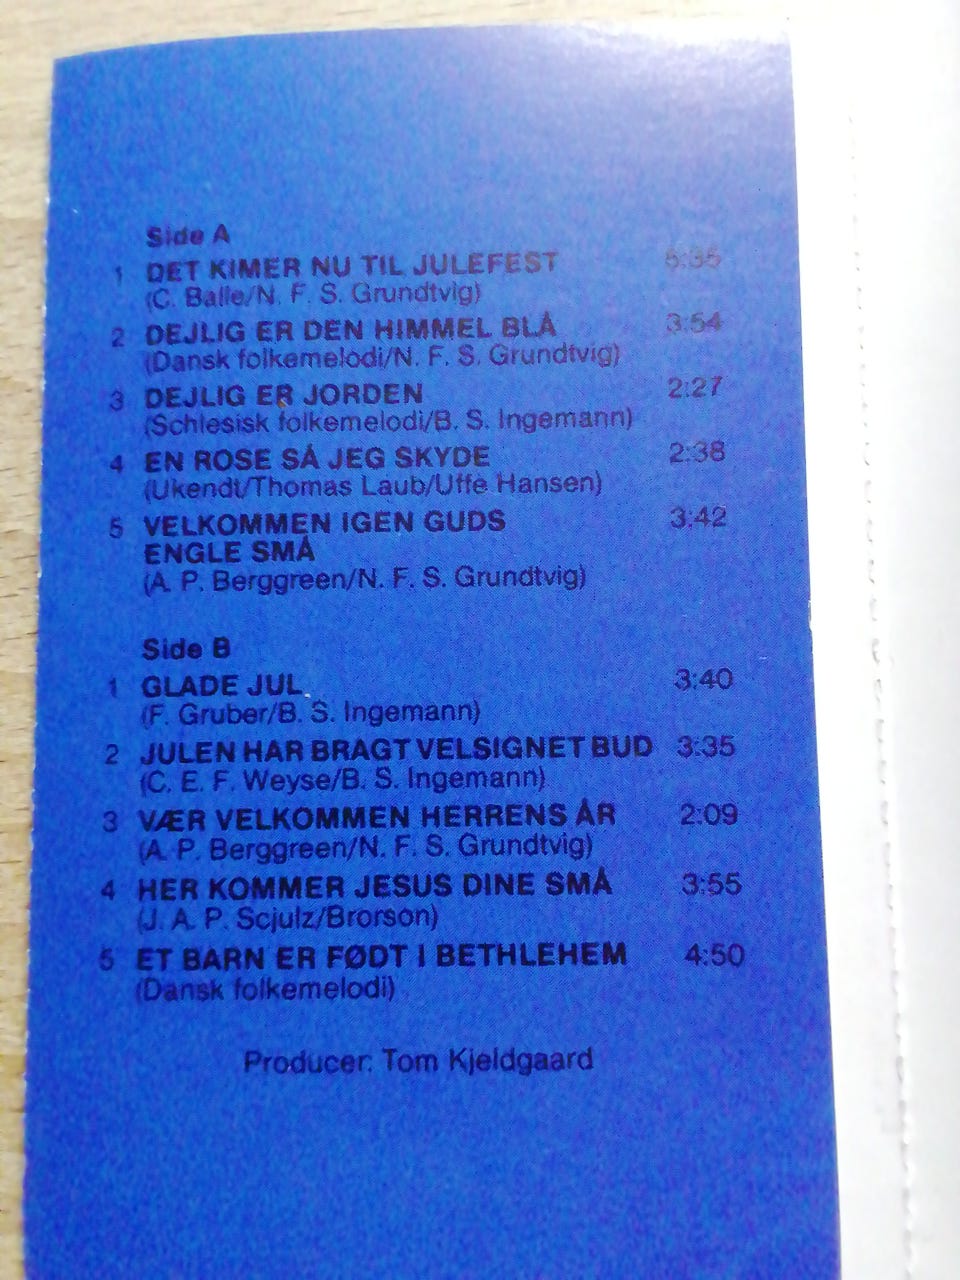 Side A
1 DET KIMER NU TIL JULEFEST 5:35
(C. Balle/N. F. S. Grundtvig)
2 DEJLIG ER DEN HIMMEL BLÅ 3:54
(Dansk folkemelodi/N. F. S. Grundtvig)
3 DEJLIG ER JORDEN 2:27
(Schlesisk folkemelodi/B. S. Ingemann)
4 EN ROSE SÅ JEG SKYDE 2:38
(Ukendt/Thomas Laub/Uffe Hansen)
5 VELKOMMEN IGEN GUDS 3:42
ENGLE SMÅ
(A. P. Berggreen/N. F. S. Grundtvig)
Side B
1 GLADE JUL 3:40
(F. Gruber/B. S. Ingemann)
2 JULEN HAR BRAGT VELSIGNET BUD 3:35
(C. E. F. Weyse/B. S. Ingemann)
3 VÆR VELKOMMEN HERRENS ÅR 2:09
(A. P. Berggreen/N. F. S. Grundtvig)
4 HER KOMMER JESUS DINE SMÅ 3:55
(J. A. P. Scjulz/Brorson)
5 ET BARN ER FØDT I BETHLEHEM 4:50
(Dansk folkemelodi)
Producer: Tom Kjeldgaard